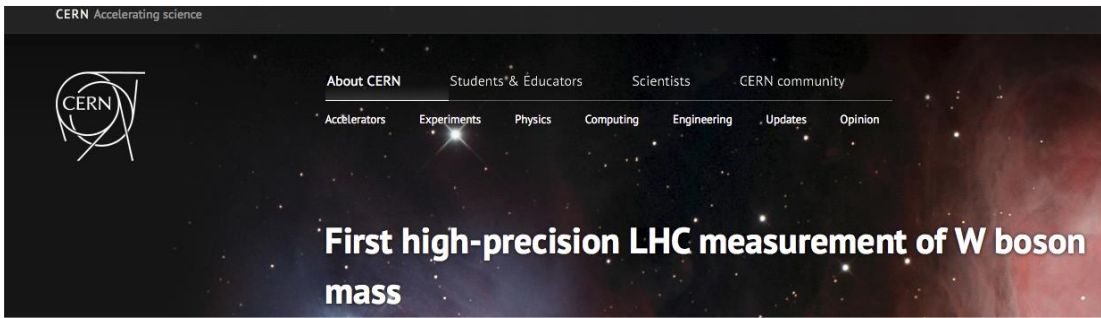 CERN Accelerating science
CERN
About CERN Students & Educators Scientists CERN community
Accelerators Experiments Physics Computing Engineering Updates Opinion
First high-precision LHC measurement of W boson
mass